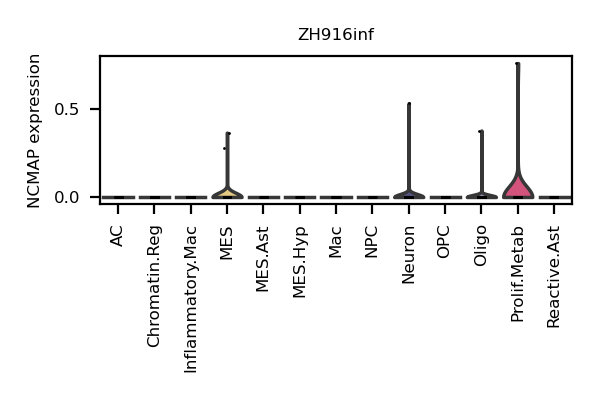 ZH916inf
NCMAP expression
0.5
0.0
AC
Chromatin.Reg
Inflammatory.Mac
MES
MES.Ast
MES.Hyp
Mac
NPC
Neuron
OPC
Oligo
Prolif.Metab
Reactive.Ast